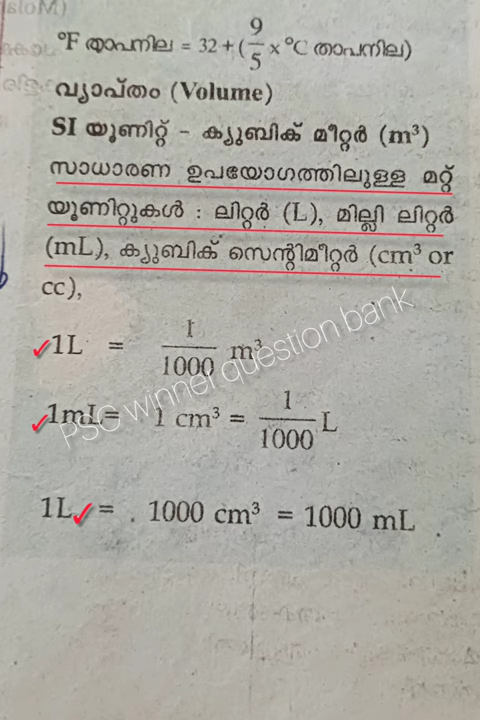 °F താപനില = 32 + (9/5 x °C താപനില)
വ്യാപ്തം (Volume)
SI യൂണിറ്റ് - ക്യുബിക് മീറ്റർ (m³)
സാധാരണ ഉപയോഗത്തിലുള്ള മറ്റ്
യൂണിറ്റുകൾ : ലിറ്റർ (L), മില്ലി ലിറ്റർ
(mL), ക്യുബിക് സെന്റിമീറ്റർ (cm³ or
cc),
1L = 1/1000 m³
1mL= 1 cm³ = 1/1000 L
PSC winner question bank
1L = . 1000 cm³ = 1000 mL